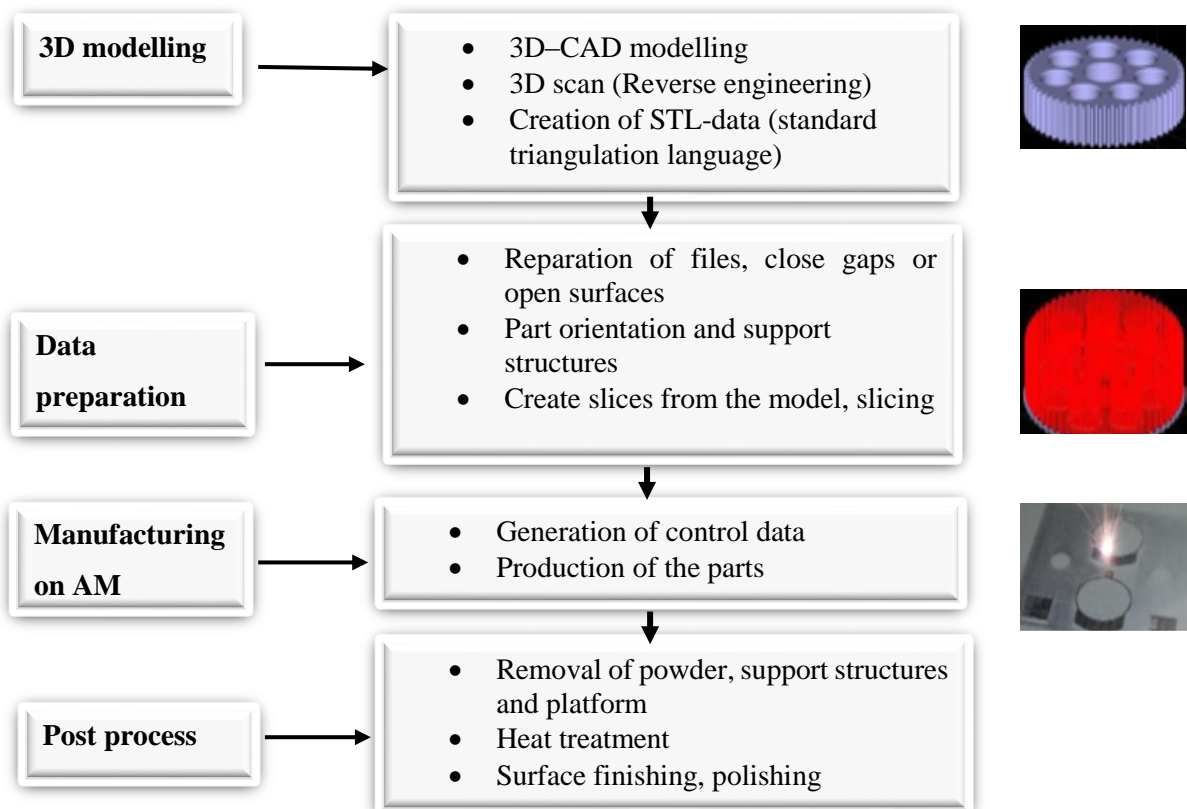 3D modelling
• 3D–CAD modelling
• 3D scan (Reverse engineering)
• Creation of STL-data (standard
triangulation language)
Data
preparation
• Reparation of files, close gaps or
open surfaces
• Part orientation and support
structures
• Create slices from the model, slicing
Manufacturing
on AM
• Generation of control data
• Production of the parts
Post process
• Removal of powder, support structures
and platform
• Heat treatment
• Surface finishing, polishing